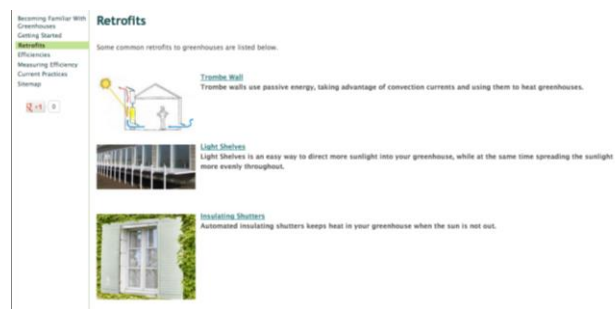 Becoming Familiar With
Greenhouses
Getting Started
Retrofits
Efficiencies
Measuring Efficiency
Current Practices
Sitemap
+1
0
Retrofits
Some common retrofits to greenhouses are listed below.
Trombe Wall
Trombe walls use passive energy, taking advantage of convection currents and using them to heat greenhouses.
Light Shelves
Light Shelves is an easy way to direct more sunlight into your greenhouse, while at the same time spreading the sunlight
more evenly throughout.
Insulating Shutters
Automated insulating shutters keeps heat in your greenhouse when the sun is not out.